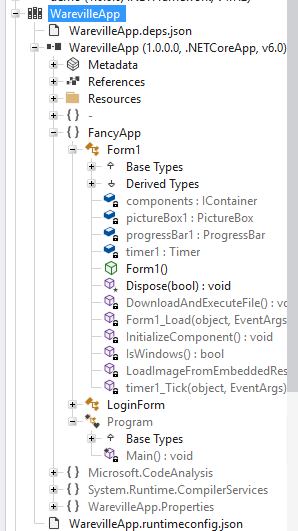 WarevilleApp
WarevilleApp.deps.json
WarevilleApp (1.0.0.0, .NETCoreApp, v6.0)
Metadata
References
Resources
{ } -
{ } FancyApp
Form1
Base Types
Derived Types
components : IContainer
pictureBox1 : PictureBox
progressBar1 : ProgressBar
timer1 : Timer
Form1()
Dispose(bool) : void
DownloadAndExecuteFile() : vo
Form1_Load(object, EventArgs
InitializeComponent() : void
IsWindows() : bool
LoadImageFromEmbeddedRes
timer1_Tick(object, EventArgs)
LoginForm
Program
Base Types
Main() : void
{ } Microsoft.CodeAnalysis
{ } System.Runtime.CompilerServices
{ } WarevilleApp.Properties
WarevilleApp.runtimeconfig.json